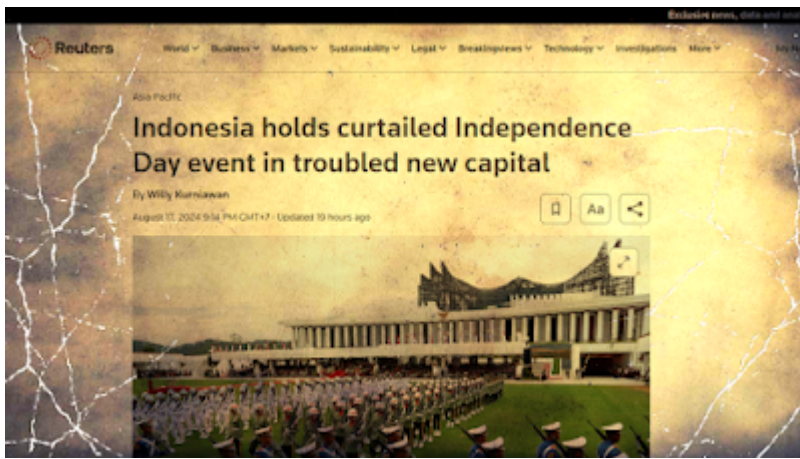 Exclusive news, data and
Reuters
World Business Markets Sustainability Legal Breakingviews Technology Investigations More
Asia Pacific
Indonesia holds curtailed Independence
Day event in troubled new capital
By Willy Kurniawan
August 17, 2024 9:14 PM GMT+7 · Updated 19 hours ago
Aa